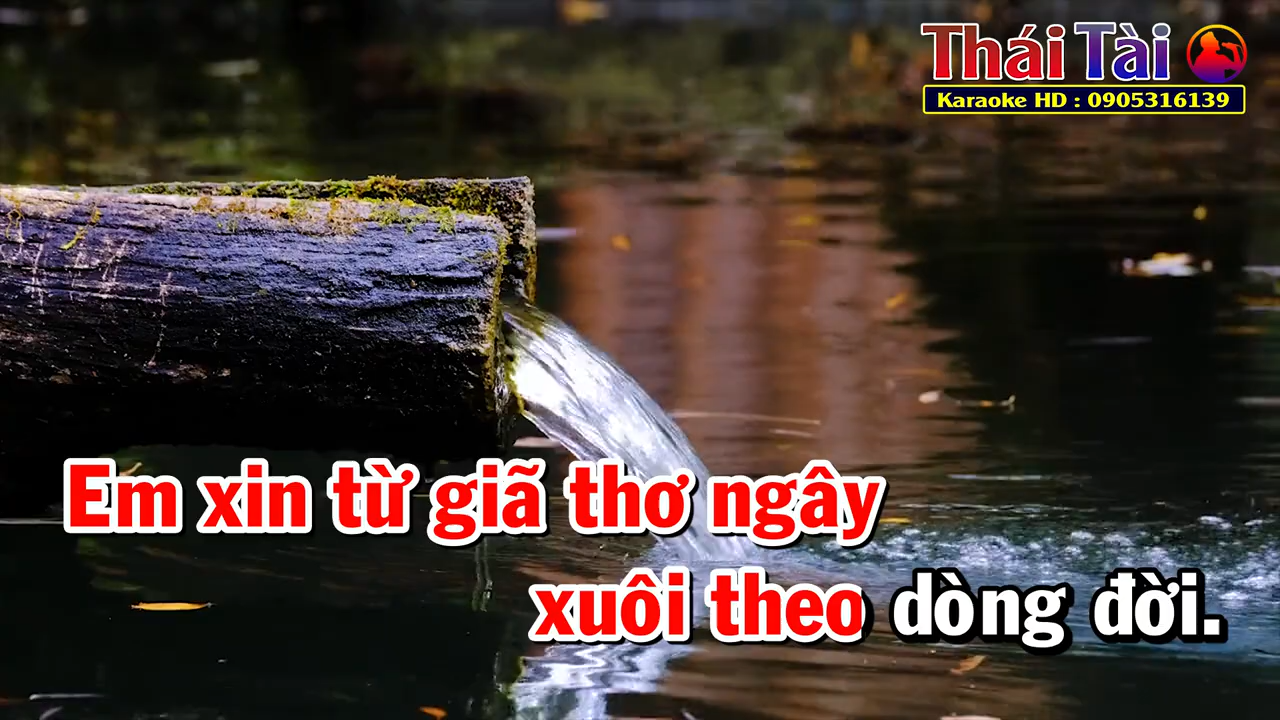 Thái Tài
Karaoke HD : 0905316139
Em xin từ giã thơ ngây
xuôi theo dòng đời.